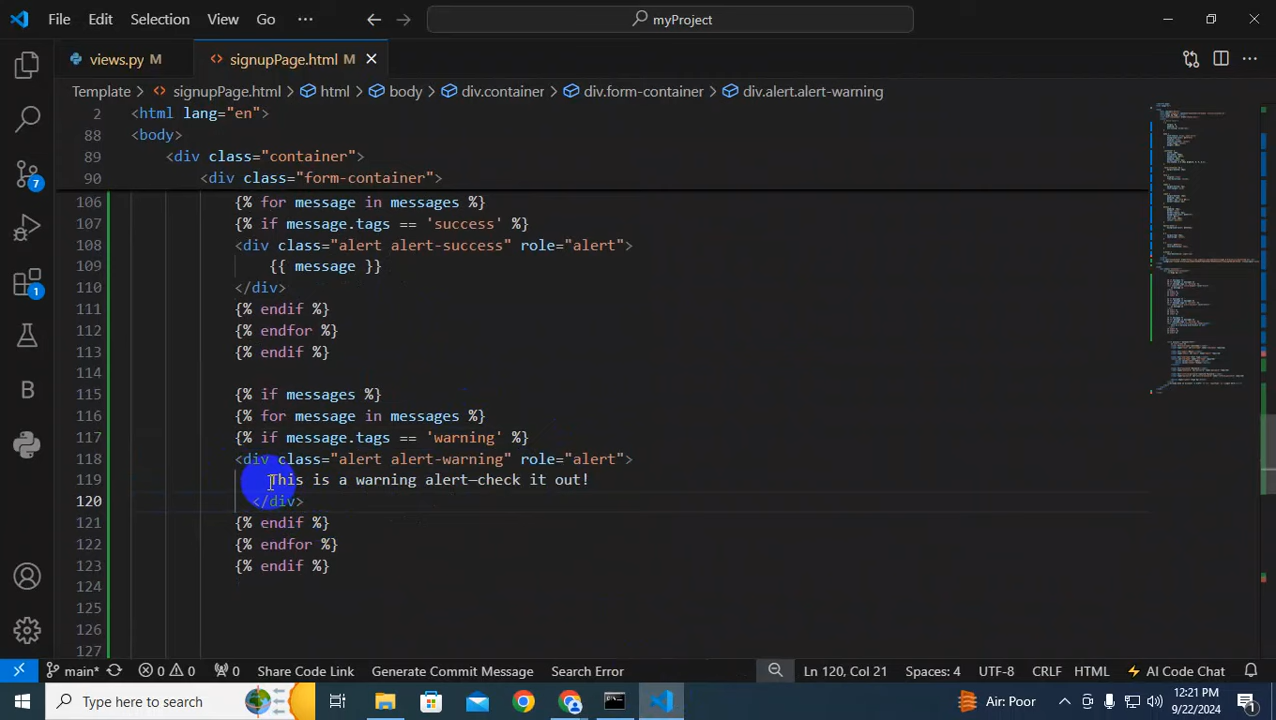 File Edit Selection View Go ··· myProject
views.py M signupPage.html M
Template > signupPage.html > html > body > div.container > div.form-container > div.alert.alert-warning
2 <html lang="en">
88 <body>
89 <div class="container">
90 <div class="form-container">
106 {% for message in messages %}
107 {% if message.tags == 'success' %}
108 <div class="alert alert-success" role="alert">
109 {{ message }}
110 </div>
111 {% endif %}
112 {% endfor %}
113 {% endif %}
114
115 {% if messages %}
116 {% for message in messages %}
117 {% if message.tags == 'warning' %}
118 <div class="alert alert-warning" role="alert">
119 This is a warning alert—check it out!
120 </div>
121 {% endif %}
122 {% endfor %}
123 {% endif %}
124
125
126
127
7
1
B
main* 0 0 0 Share Code Link Generate Commit Message Search Error Ln 120, Col 21 Spaces: 4 UTF-8 CRLF HTML AI Code Chat
Type here to search Air: Poor 12:21 PM
9/22/2024 1